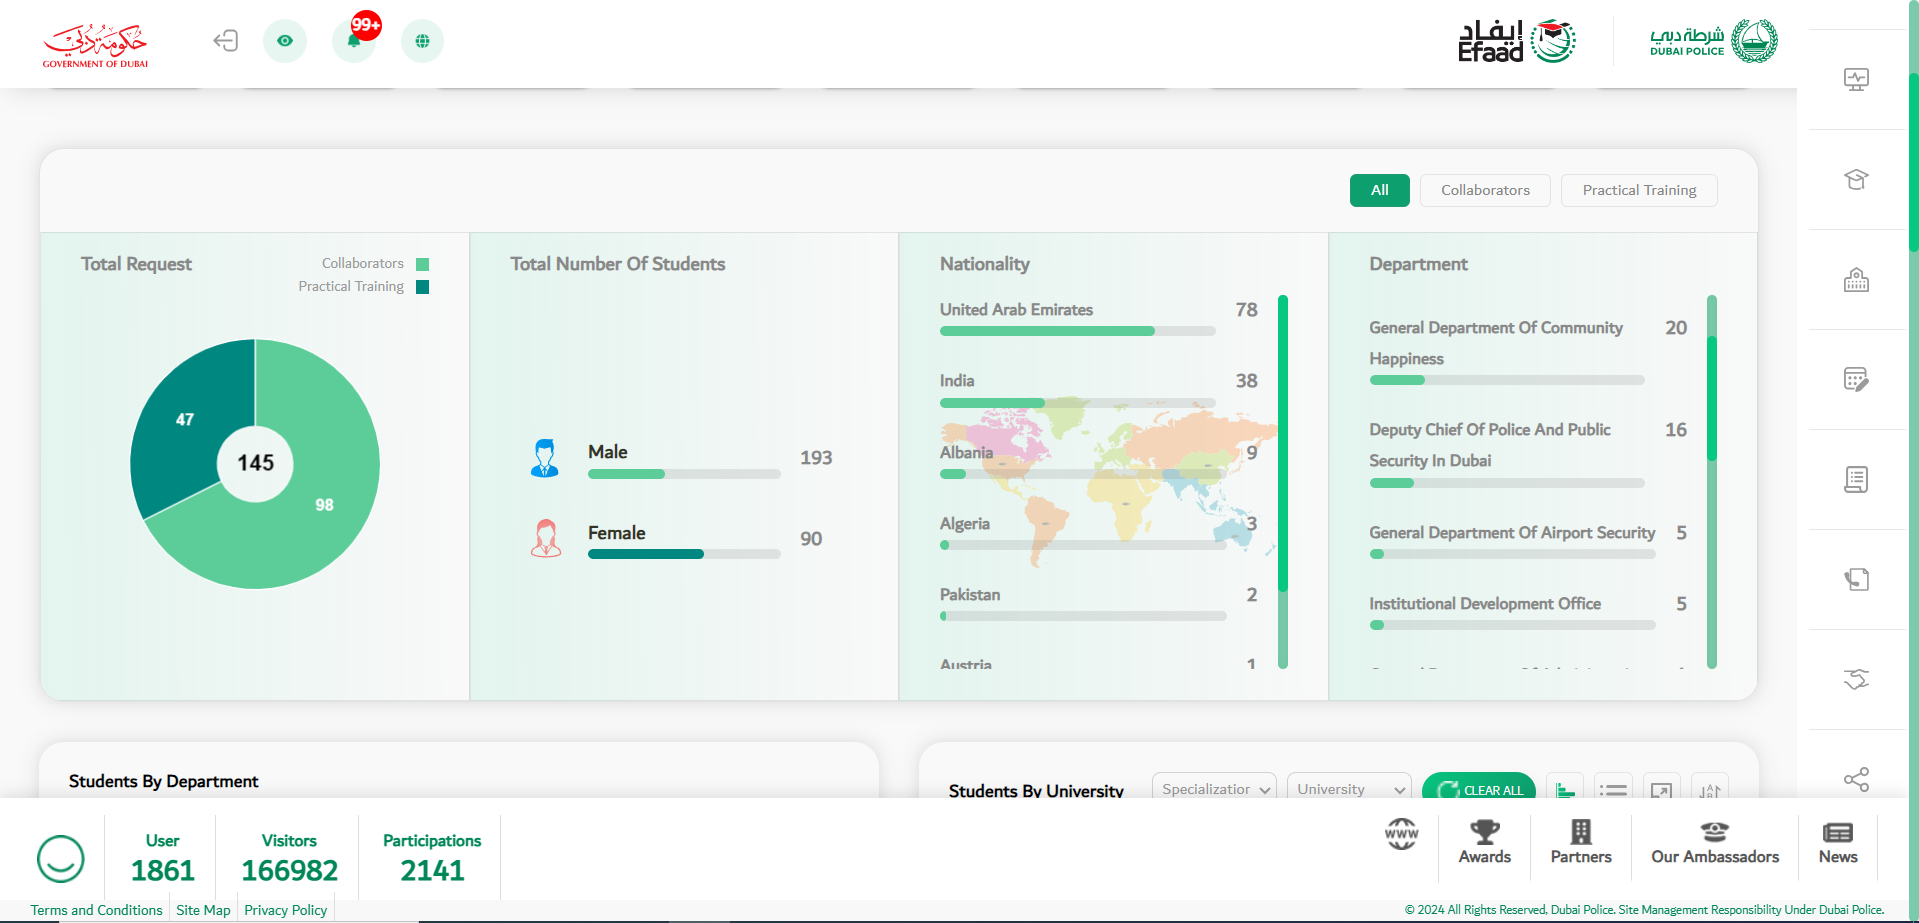 حكومة دبي
GOVERNMENT OF DUBAI
99+
إيفاد
Efaad
شرطة دبي
DUBAI POLICE
All
Collaborators
Practical Training
Total Request
Collaborators
Practical Training
47
145
98
Total Number Of Students
Male
193
Female
90
Nationality
United Arab Emirates 78
India 38
Albania 9
Algeria 3
Pakistan 2
Austria 1
Department
General Department Of Community 20
Happiness
Deputy Chief Of Police And Public 16
Security In Dubai
General Department Of Airport Security 5
Institutional Development Office 5
Students By Department
Students By University
Specialization
University
CLEAR ALL
User
1861
Visitors
166982
Participations
2141
WWW
Awards
Partners
Our Ambassadors
News
Terms and Conditions
Site Map
Privacy Policy
© 2024 All Rights Reserved, Dubai Police. Site Management Responsibility Under Dubai Police.